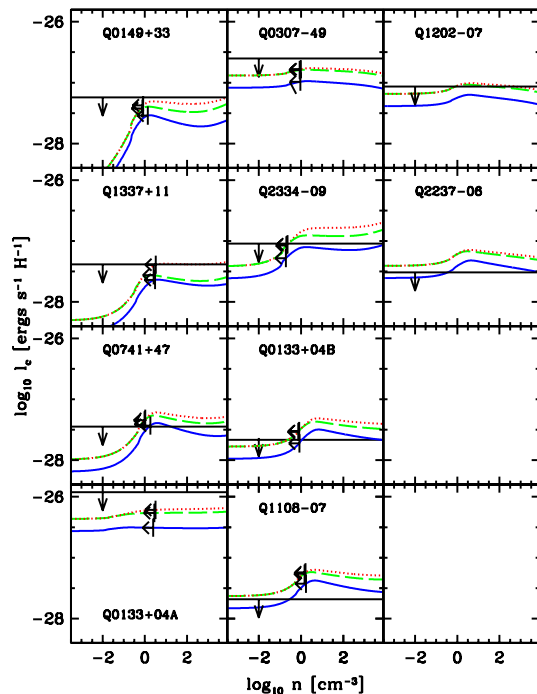 -26
Q0149+33
Q0307-49
Q1202-07
-28
-26
Q1337+11
Q2334-09
Q2237-06
-28
log10 lc [ergs s−1 H−1]
-26
Q0741+47
Q0133+04B
-28
-26
Q1108-07
-28
Q0133+04A
-2 0 2 -2 0 2 -2 0 2
log10 n [cm−3]